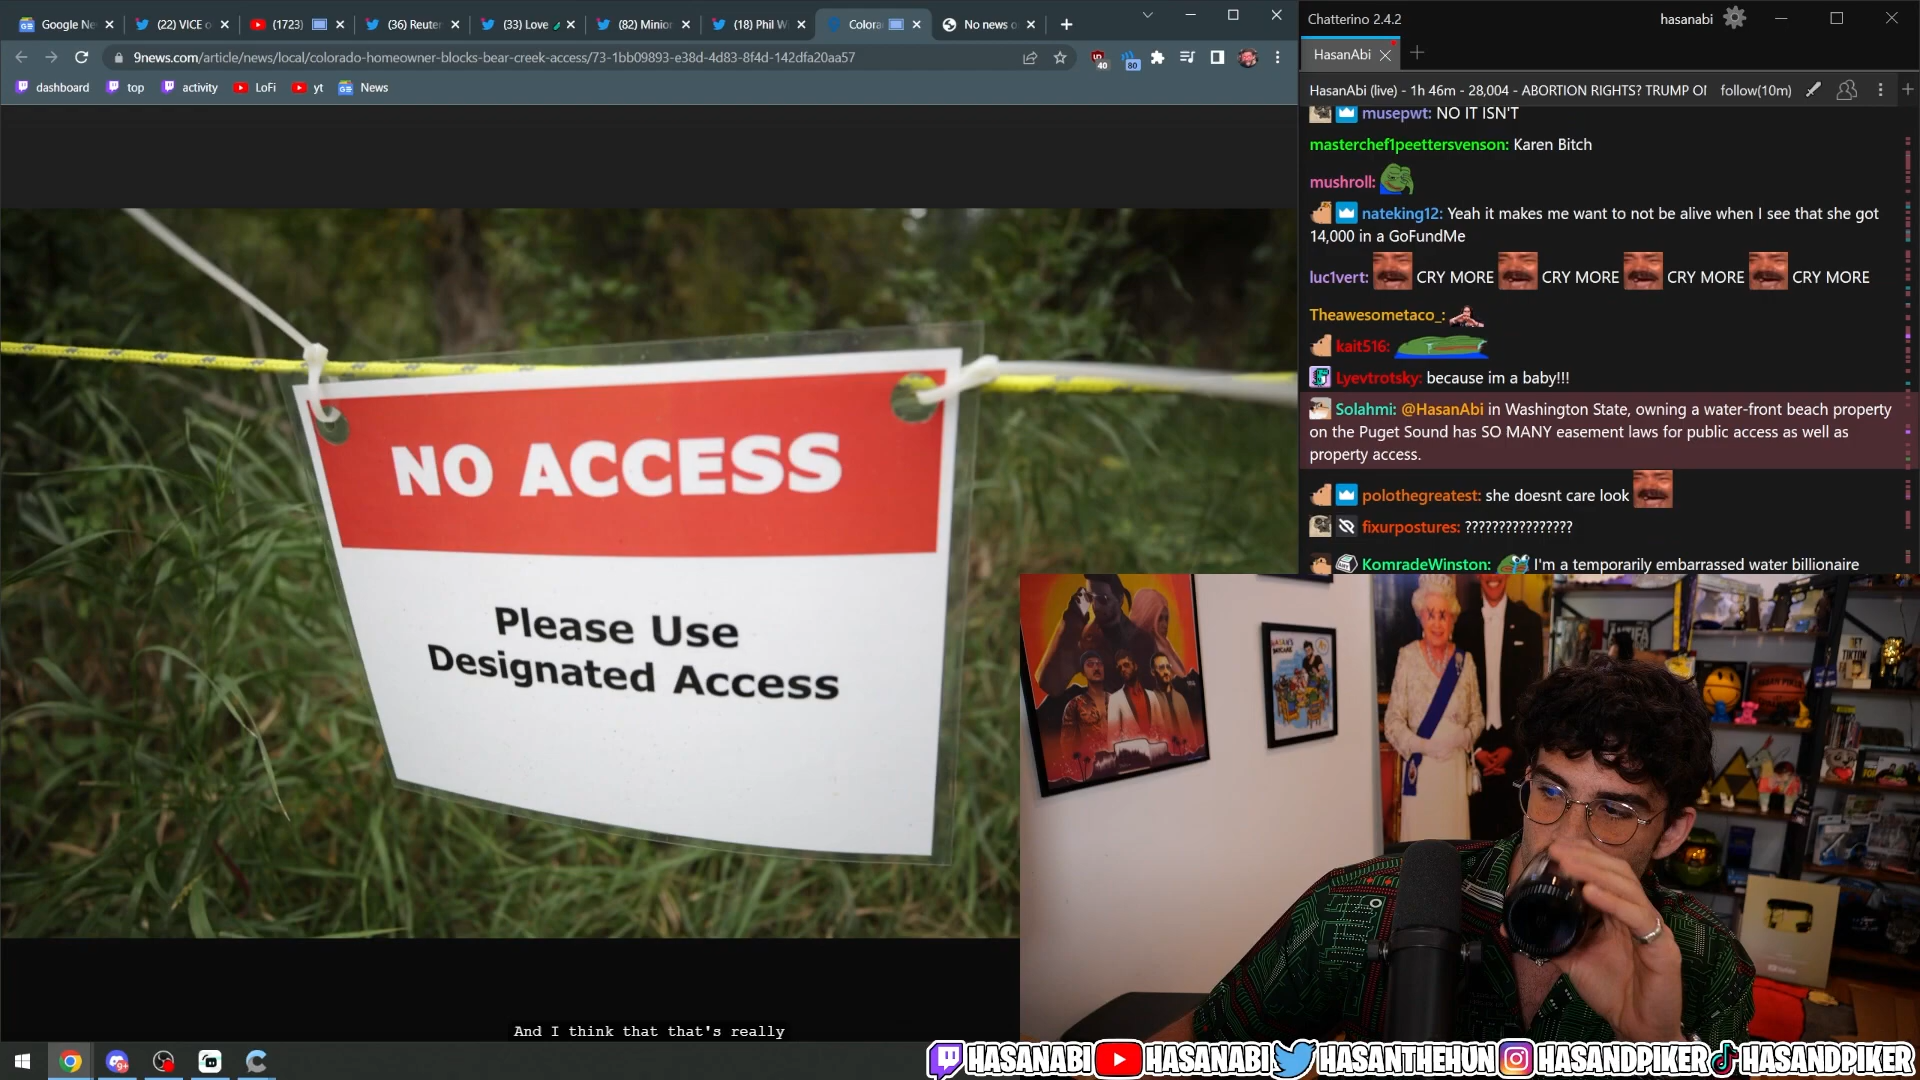 Google Ne
(22) VICE o
(1723)
(36) Reuter
(33) Love
(82) Minior
(18) Phil W
Colora
No news o
9news.com/article/news/local/colorado-homeowner-blocks-bear-creek-access/73-1bb09893-e38d-4d83-8f4d-142dfa20aa57
40
80
dashboard
top
activity
LoFi
yt
News
NO ACCESS
Please Use
Designated Access
And I think that that's really
Chatterino 2.4.2
hasanabi
HasanAbi
HasanAbi (live) - 1h 46m - 28,004 - ABORTION RIGHTS? TRUMP OI
follow(10m)
musepwt: NO IT ISN'T
masterchef1peettersvenson: Karen Bitch
mushroll:
nateking12: Yeah it makes me want to not be alive when I see that she got
14,000 in a GoFundMe
luc1vert: CRY MORE CRY MORE CRY MORE CRY MORE
Theawesometaco_:
kait516:
Lyevtrotsky: because im a baby!!!
Solahmi: @HasanAbi in Washington State, owning a water-front beach property
on the Puget Sound has SO MANY easement laws for public access as well as
property access.
polothegreatest: she doesnt care look
fixurpostures: ????????????????
KomradeWinston: I'm a temporarily embarrassed water billionaire
HASANABI HASANABI HASANTHEHUN HASANDPIKER HASANDPIKER